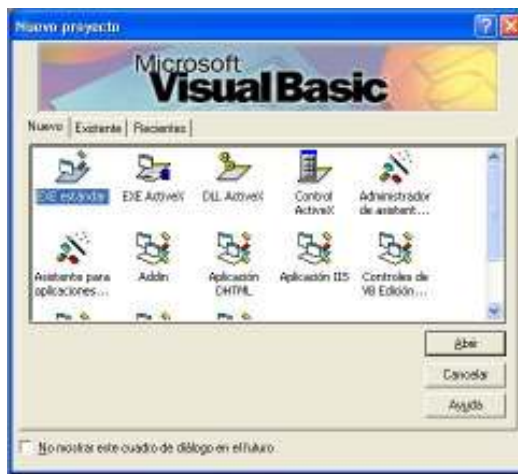 Nuevo proyecto
Microsoft
Visual Basic
Nuevo Existente Recientes
EXE estándar EXE ActiveX DLL ActiveX Control ActiveX Administrador de asistent...
Asistente para aplicaciones... Addin Aplicación DHTML Aplicación IIS Controles de VB Edición...
Abrir
Cancelar
Ayuda
No mostrar este cuadro de diálogo en el futuro